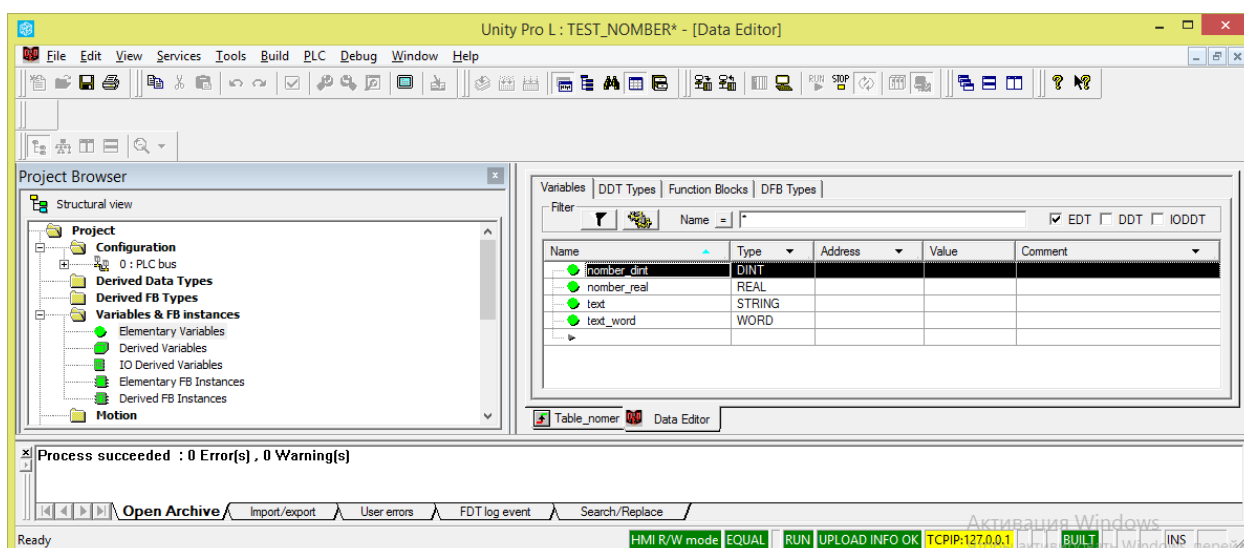 Unity Pro L : TEST_NOMBER* - [Data Editor]
File Edit View Services Tools Build PLC Debug Window Help
RUN STOP
Project Browser
Structural view
Project
Configuration
0 : PLC bus
Derived Data Types
Derived FB Types
Variables & FB instances
Elementary Variables
Derived Variables
IO Derived Variables
Elementary FB Instances
Derived FB Instances
Motion
Variables DDT Types Function Blocks DFB Types
Filter
Name = * EDT DDT IODDT
Name Type Address Value Comment
nomber_dint DINT
nomber_real REAL
text STRING
text_word WORD
Table_nomer Data Editor
Process succeeded : 0 Error(s) , 0 Warning(s)
Open Archive Import/export User errors FDT log event Search/Replace
Активация Windows
Ready HMI R/W mode EQUAL RUN UPLOAD INFO OK TCPIP:127.0.0.1 BUILT INS